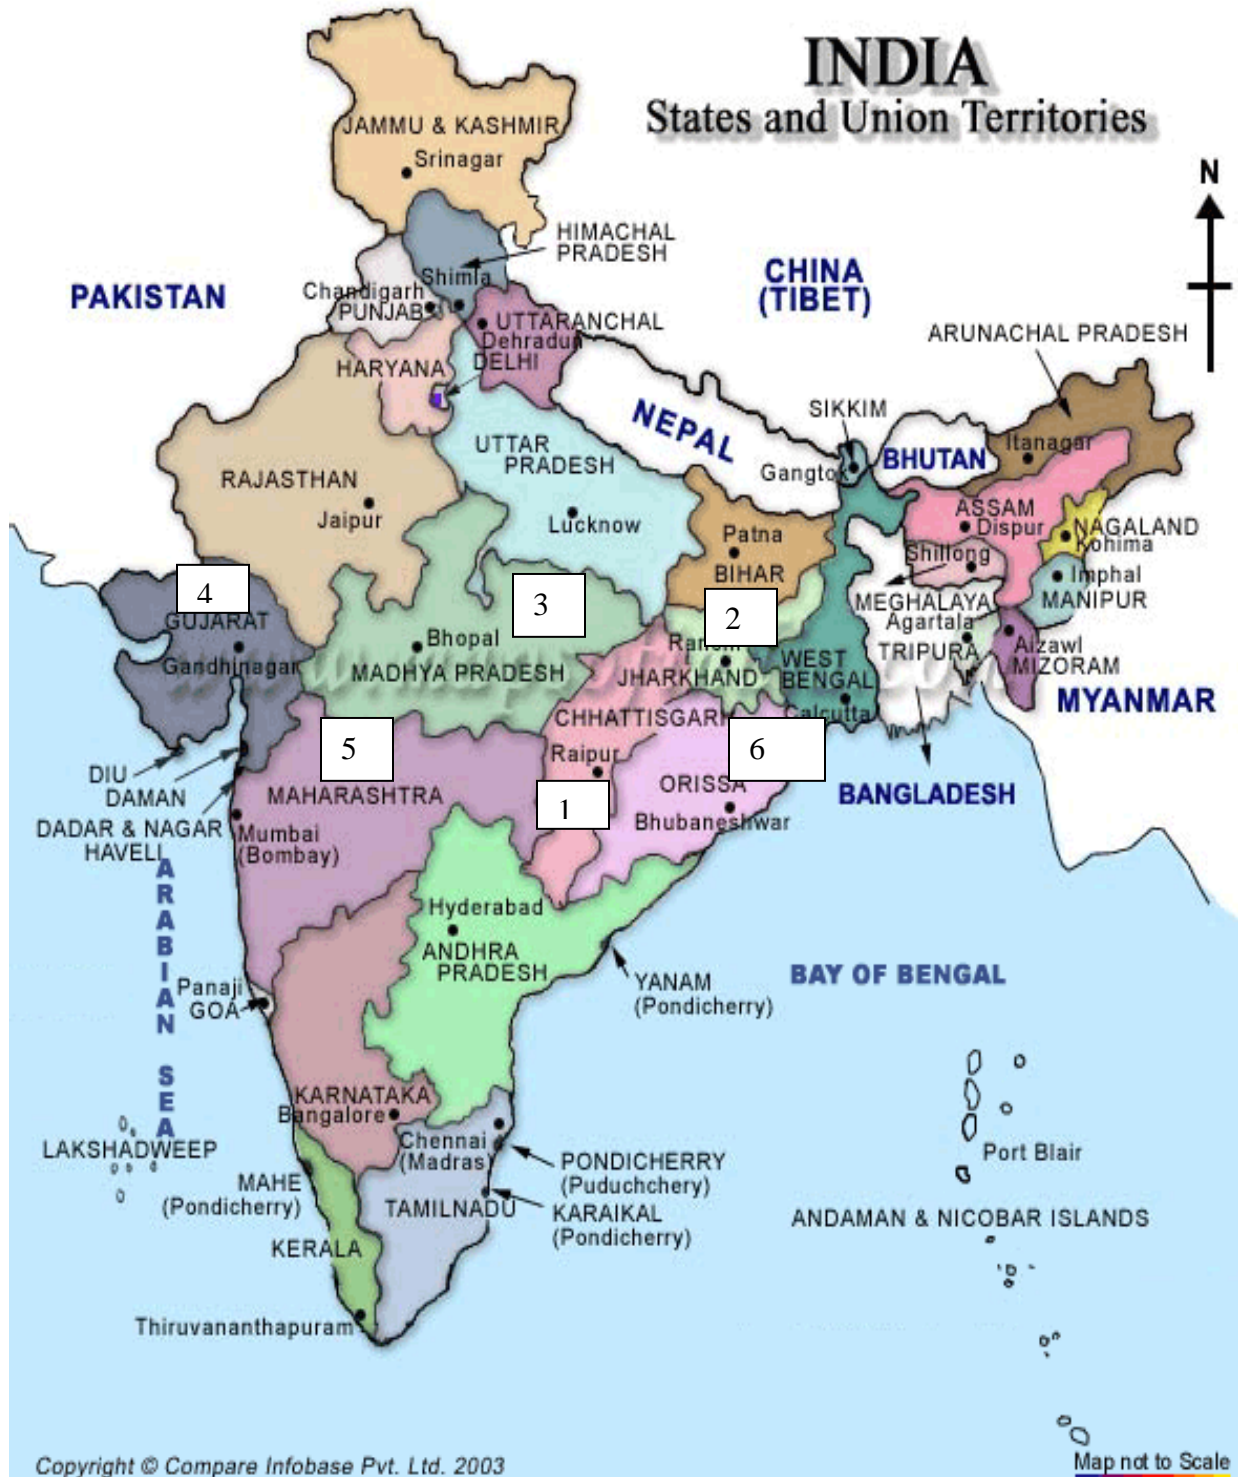 INDIA
States and Union Territories
N
JAMMU & KASHMIR
Srinagar
HIMACHAL
PRADESH
PAKISTAN
CHINA
(TIBET)
Shimla
Chandigarh
PUNJAB
UTTARANCHAL
Dehradun
DELHI
HARYANA
ARUNACHAL PRADESH
NEPAL
SIKKIM
Gangtok
BHUTAN
Itanagar
UTTAR
PRADESH
Lucknow
RAJASTHAN
Jaipur
Patna
BIHAR
ASSAM
Dispur
NAGALAND
Kohima
Shillong
Imphal
MANIPUR
MEGHALAYA
Agartala
TRIPURA
Aizawl
MIZORAM
MYANMAR
4
3
2
GUJARAT
Gandhinagar
Bhopal
MADHYA PRADESH
Ranchi
JHARKHAND
WEST
BENGAL
Calcutta
CHHATTISGARH
Raipur
5
6
1
ORISSA
Bhubaneshwar
BANGLADESH
DIU
DAMAN
DADAR & NAGAR
HAVELI
MAHARASHTRA
Mumbai
(Bombay)
ARABIAN SEA
Hyderabad
ANDHRA
PRADESH
YANAM
(Pondicherry)
BAY OF BENGAL
Panaji
GOA
KARNATAKA
Bangalore
LAKSHADWEEP
Chennai
(Madras)
PONDICHERRY
(Puduchchery)
MAHE
(Pondicherry)
TAMILNADU
KARAIKAL
(Pondicherry)
KERALA
Thiruvananthapuram
Port Blair
ANDAMAN & NICOBAR ISLANDS
Copyright © Compare Infobase Pvt. Ltd. 2003
Map not to Scale